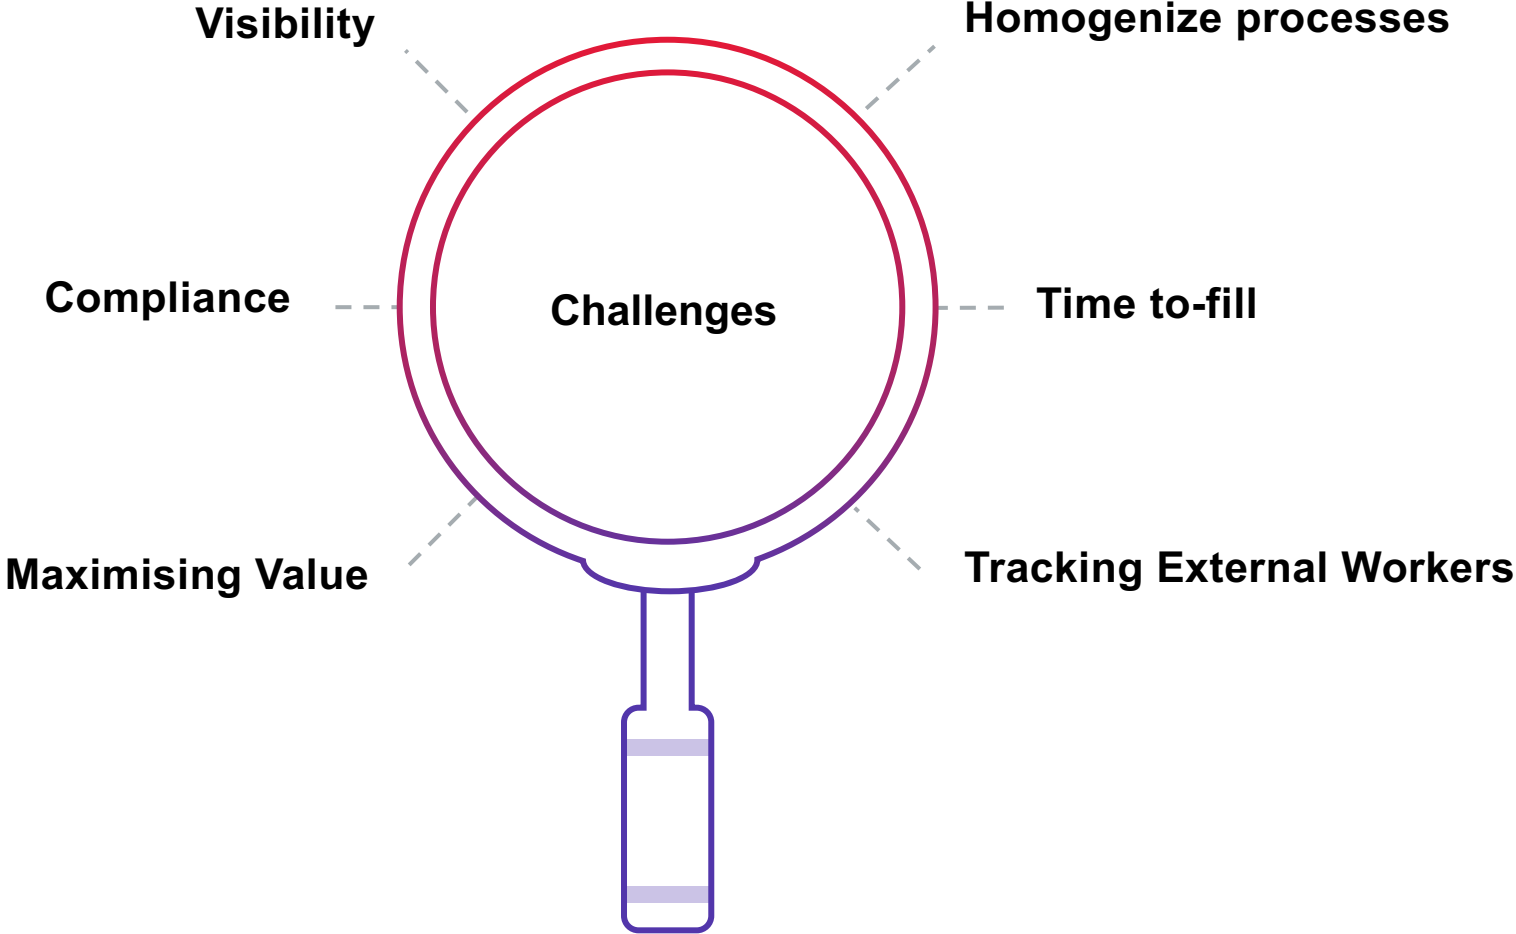 Visibility
Homogenize processes
Compliance
Challenges
Time to-fill
Maximising Value
Tracking External Workers